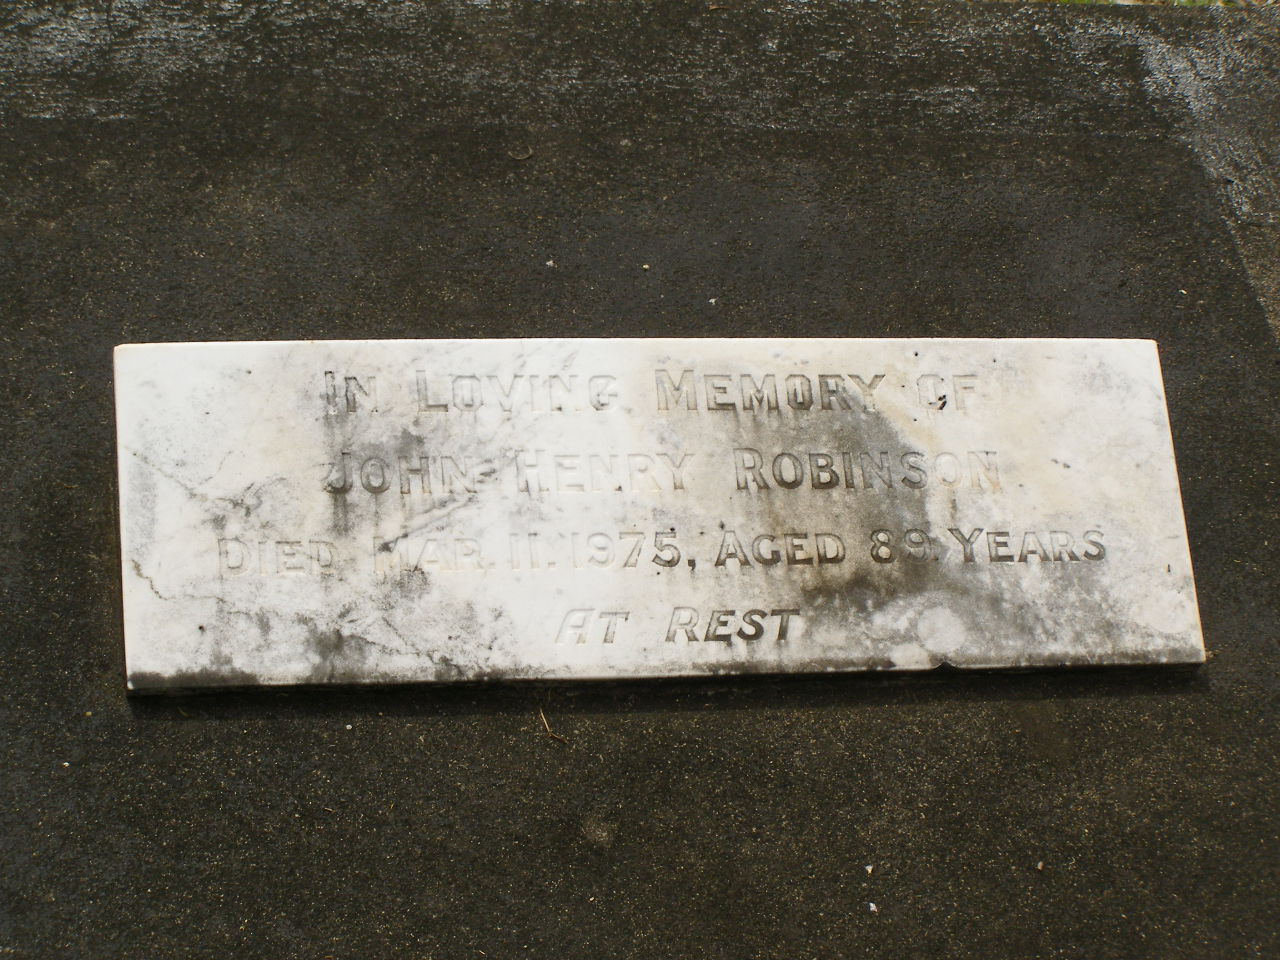 IN LOVING MEMORY OF
JOHN HENRY ROBINSON
DIED MAR. 11. 1975, AGED 89 YEARS
AT REST